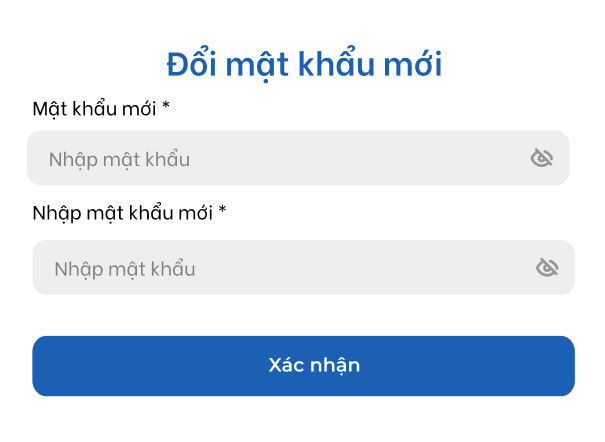 Đổi mật khẩu mới
Mật khẩu mới *
Nhập mật khẩu
Nhập mật khẩu mới *
Nhập mật khẩu
Xác nhận